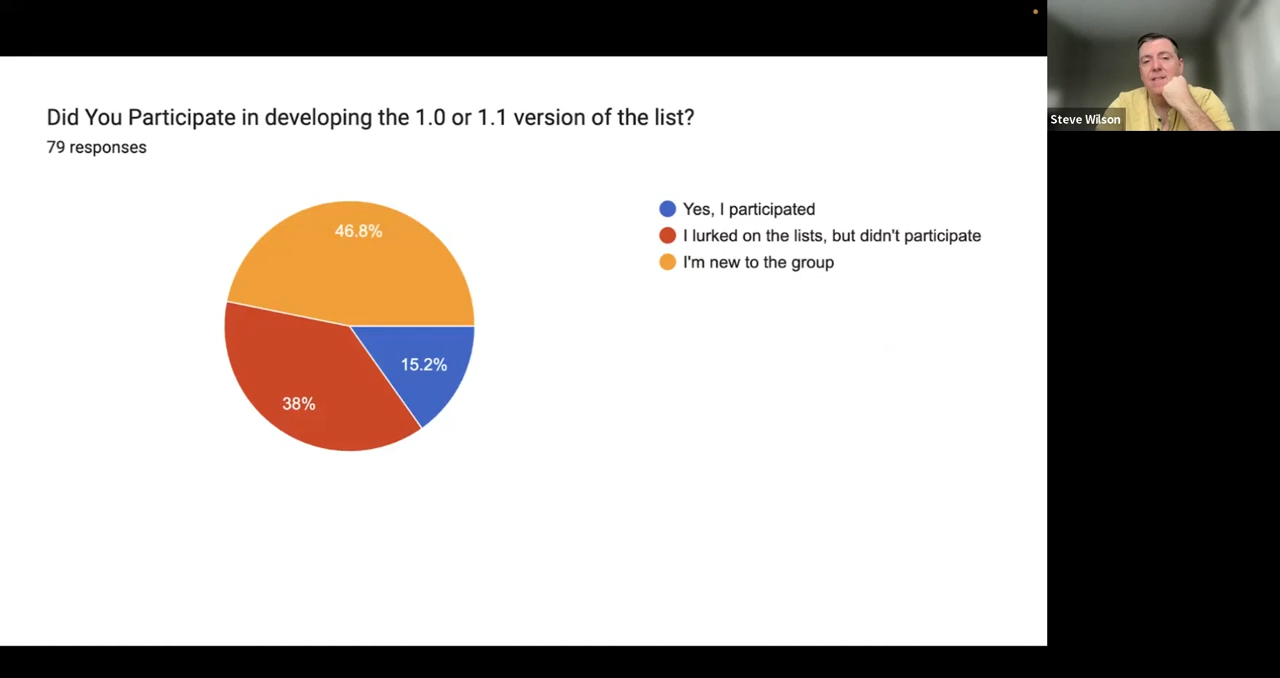 Did You Participate in developing the 1.0 or 1.1 version of the list?
79 responses
46.8%
15.2%
38%
Yes, I participated
I lurked on the lists, but didn't participate
I'm new to the group
Steve Wilson